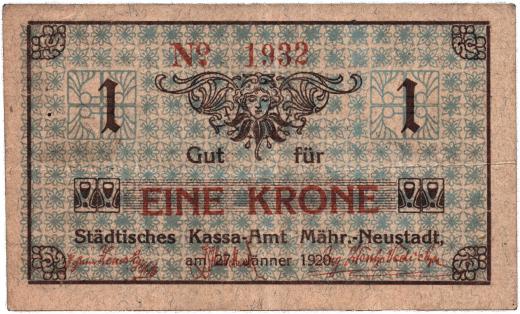 No. 1932
1 1
Gut für
EINE KRONE
Städtisches Kassa-Amt Mähr.-Neustadt,
am 27. Jänner 1920.